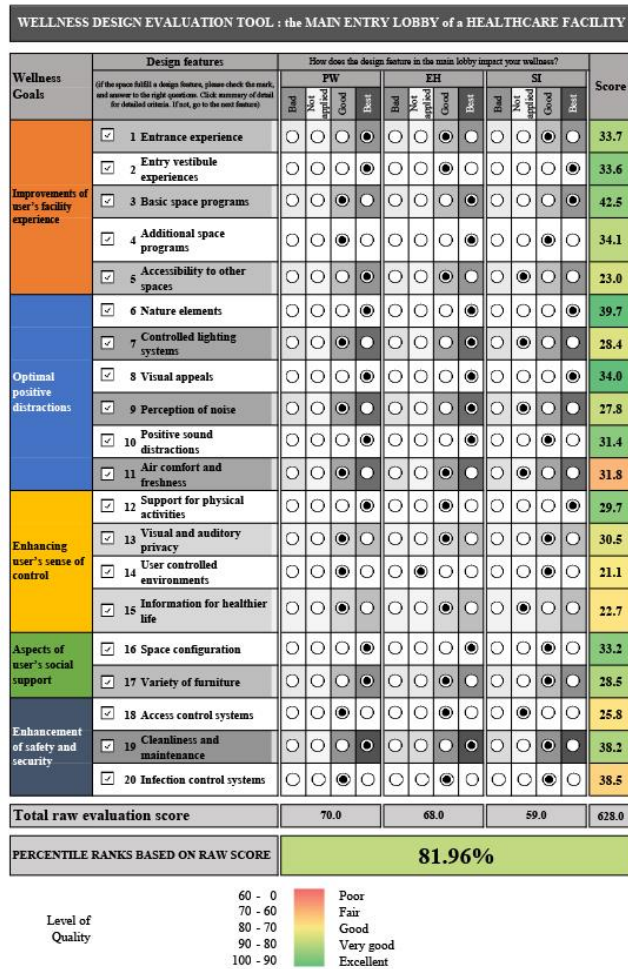 WELLNESS DESIGN EVALUATION TOOL : the MAIN ENTRY LOBBY of a HEALTHCARE FACILITY
Wellness Goals
Design features
(if the space fulfill a design feature, please check the mark, and answer to the right questions. Click summary of detail for detailed criteria. If not, go to the next feature)
How does the design feature in the main lobby impact your wellness?
PW EH SI
Score
Bad Not applied Good Best Bad Not applied Good Best Bad Not applied Good Best
Improvements of user's facility experience
1 Entrance experience 33.7
2 Entry vestibule experiences 33.6
3 Basic space programs 42.5
4 Additional space programs 34.1
5 Accessibility to other spaces 23.0
Optimal positive distractions
6 Nature elements 39.7
7 Controlled lighting systems 28.4
8 Visual appeals 34.0
9 Perception of noise 27.8
10 Positive sound distractions 31.4
11 Air comfort and freshness 31.8
Enhancing user's sense of control
12 Support for physical activities 29.7
13 Visual and auditory privacy 30.5
14 User controlled environments 21.1
15 Information for healthier life 22.7
Aspects of user's social support
16 Space configuration 33.2
17 Variety of furniture 28.5
Enhancement of safety and security
18 Access control systems 25.8
19 Cleanliness and maintenance 38.2
20 Infection control systems 38.5
Total raw evaluation score 70.0 68.0 59.0 628.0
PERCENTILE RANKS BASED ON RAW SCORE 81.96%
Level of Quality
60 - 0 Poor
70 - 60 Fair
80 - 70 Good
90 - 80 Very good
100 - 90 Excellent